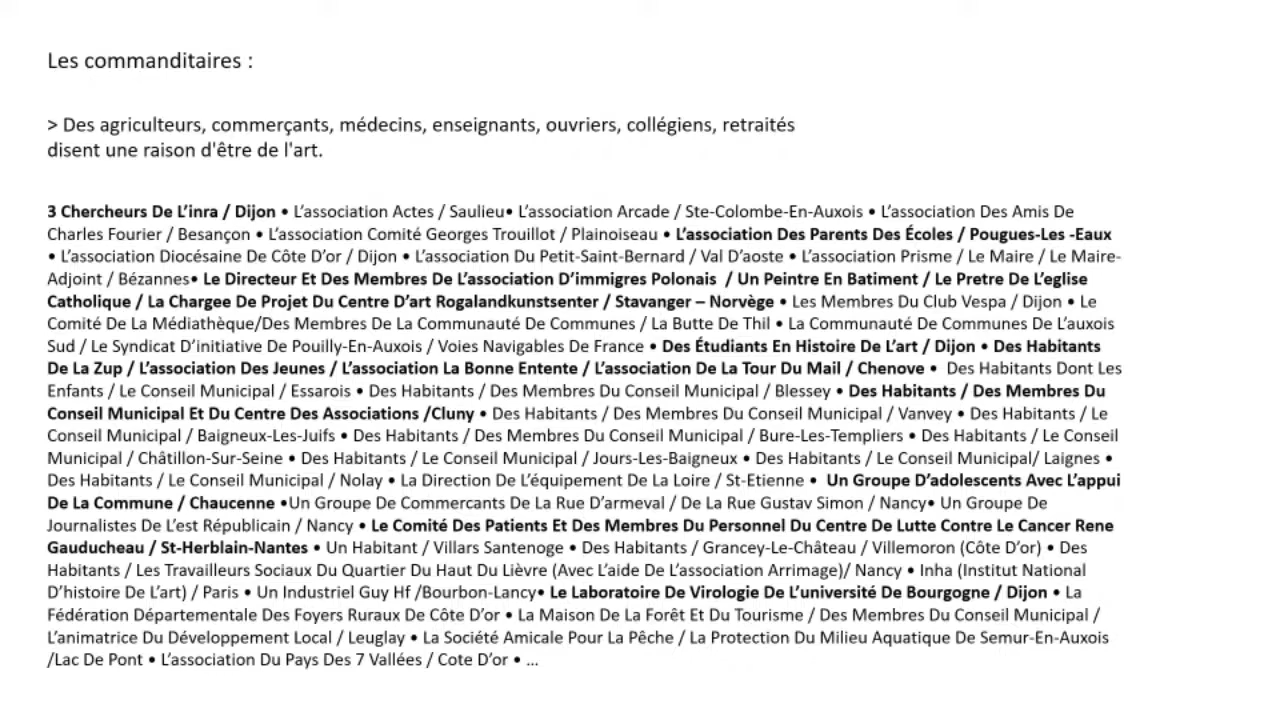 Les commanditaires :
> Des agriculteurs, commerçants, médecins, enseignants, ouvriers, collégiens, retraités
disent une raison d'être de l'art.
3 Chercheurs De L’inra / Dijon • L’association Actes / Saulieu• L’association Arcade / Ste-Colombe-En-Auxois • L’association Des Amis De
Charles Fourier / Besançon • L’association Comité Georges Trouillot / Plainoiseau • L’association Des Parents Des Écoles / Pougues-Les -Eaux
• L’association Diocésaine De Côte D’or / Dijon • L’association Du Petit-Saint-Bernard / Val D’aoste • L’association Prisme / Le Maire / Le Maire-
Adjoint / Bézannes• Le Directeur Et Des Membres De L’association D’immigres Polonais / Un Peintre En Batiment / Le Pretre De L’eglise
Catholique / La Chargee De Projet Du Centre D’art Rogalandkunstsenter / Stavanger – Norvège • Les Membres Du Club Vespa / Dijon • Le
Comité De La Médiathèque/Des Membres De La Communauté De Communes / La Butte De Thil • La Communauté De Communes De L’auxois
Sud / Le Syndicat D’initiative De Pouilly-En-Auxois / Voies Navigables De France • Des Étudiants En Histoire De L’art / Dijon • Des Habitants
De La Zup / L’association Des Jeunes / L’association La Bonne Entente / L’association De La Tour Du Mail / Chenove • Des Habitants Dont Les
Enfants / Le Conseil Municipal / Essarois • Des Habitants / Des Membres Du Conseil Municipal / Blessey • Des Habitants / Des Membres Du
Conseil Municipal Et Du Centre Des Associations /Cluny • Des Habitants / Des Membres Du Conseil Municipal / Vanvey • Des Habitants / Le
Conseil Municipal / Baigneux-Les-Juifs • Des Habitants / Des Membres Du Conseil Municipal / Bure-Les-Templiers • Des Habitants / Le Conseil
Municipal / Châtillon-Sur-Seine • Des Habitants / Le Conseil Municipal / Jours-Les-Baigneux • Des Habitants / Le Conseil Municipal/ Laignes •
Des Habitants / Le Conseil Municipal / Nolay • La Direction De L’équipement De La Loire / St-Etienne • Un Groupe D’adolescents Avec L’appui
De La Commune / Chaucenne •Un Groupe De Commercants De La Rue D’armeval / De La Rue Gustav Simon / Nancy• Un Groupe De
Journalistes De L’est Républicain / Nancy • Le Comité Des Patients Et Des Membres Du Personnel Du Centre De Lutte Contre Le Cancer Rene
Gauducheau / St-Herblain-Nantes • Un Habitant / Villars Santenoge • Des Habitants / Grancey-Le-Château / Villemoron (Côte D’or) • Des
Habitants / Les Travailleurs Sociaux Du Quartier Du Haut Du Lièvre (Avec L’aide De L’association Arrimage)/ Nancy • Inha (Institut National
D’histoire De L’art) / Paris • Un Industriel Guy Hf /Bourbon-Lancy• Le Laboratoire De Virologie De L’université De Bourgogne / Dijon • La
Fédération Départementale Des Foyers Ruraux De Côte D’or • La Maison De La Forêt Et Du Tourisme / Des Membres Du Conseil Municipal /
L’animatrice Du Développement Local / Leuglay • La Société Amicale Pour La Pêche / La Protection Du Milieu Aquatique De Semur-En-Auxois
/Lac De Pont • L’association Du Pays Des 7 Vallées / Cote D’or • ...